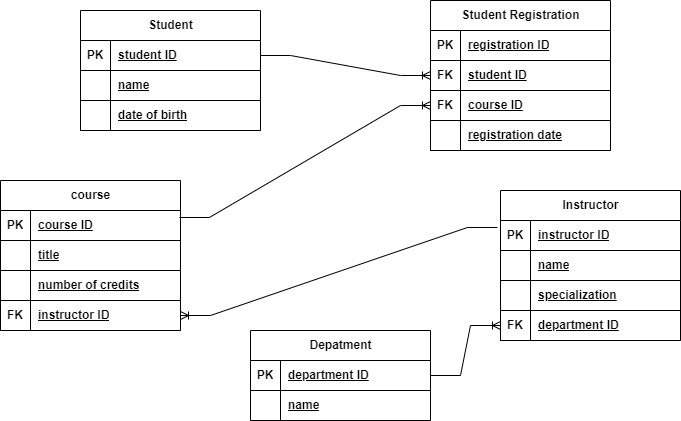 Student
PK student ID
name
date of birth
Student Registration
PK registration ID
FK student ID
FK course ID
registration date
course
PK course ID
title
number of credits
FK instructor ID
Instructor
PK instructor ID
name
specialization
FK department ID
Depatment
PK department ID
name